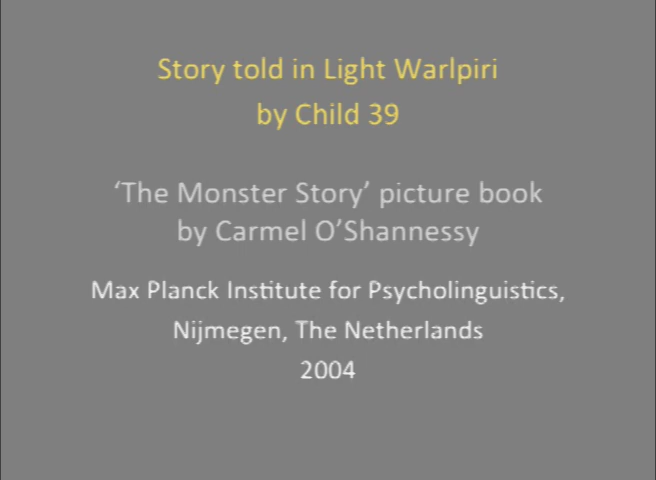 Story told in Light Warlpiri
by Child 39
‘The Monster Story’ picture book
by Carmel O’Shannessy
Max Planck Institute for Psycholinguistics,
Nijmegen, The Netherlands
2004